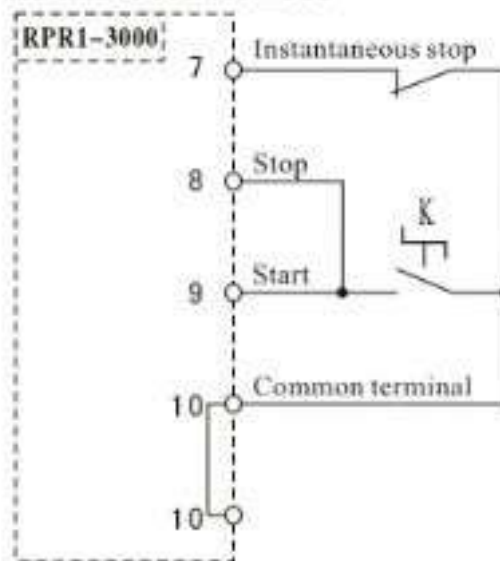 RPR1-3000
7 Instantaneous stop
8 Stop
K
9 Start
10 Common terminal
10